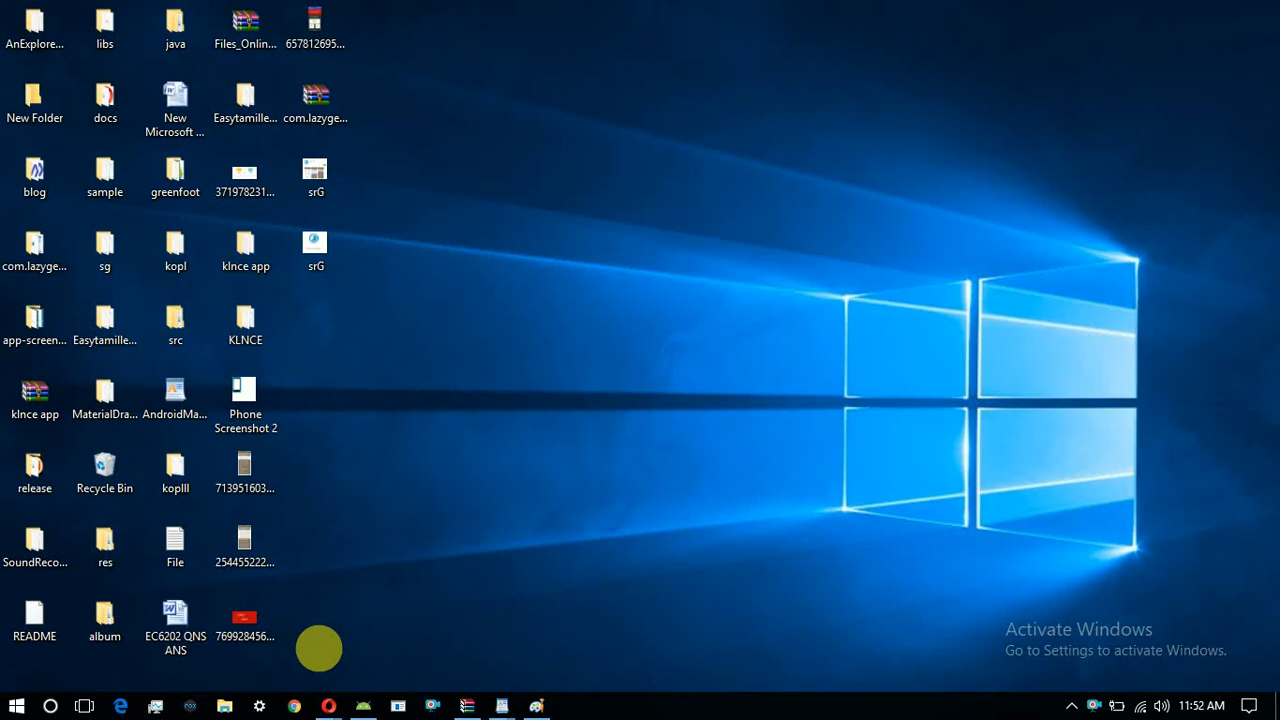 AnExplore...
libs
java
Files_Onlin...
657812695...
New Folder
docs
New
Microsoft ...
Easytamille...
com.lazyge...
blog
sample
greenfoot
371978231...
srG
com.lazyge...
sg
kopl
klnce app
srG
app-screen...
Easytamille...
src
KLNCE
klnce app
MaterialDra...
AndroidMa...
Phone
Screenshot 2
release
Recycle Bin
koplll
713951603...
SoundReco...
res
File
254455222...
README
album
EC6202 QNS
ANS
769928456...
Activate Windows
Go to Settings to activate Windows.
11:52 AM